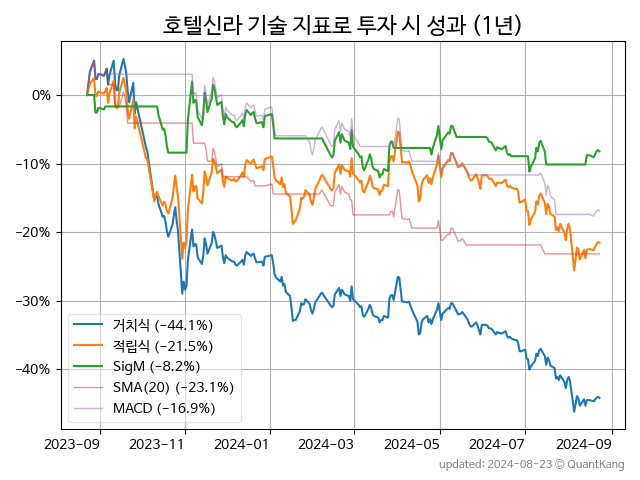 호텔신라 기술 지표로 투자 시 성과 (1년)
0%
−10%
−20%
−30%
−40%
거치식 (−44.1%)
적립식 (−21.5%)
SigM (−8.2%)
SMA(20) (−23.1%)
MACD (−16.9%)
2023-09 2023-11 2024-01 2024-03 2024-05 2024-07 2024-09
updated: 2024-08-23 © QuantKang